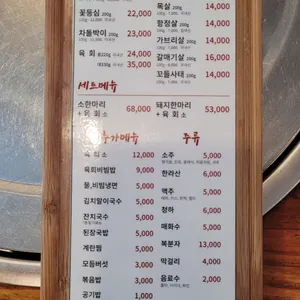 꽃등심 200g 22,000
차돌박이 200g 23,000
육 회 24,000
35,000
목살 200g 14,000
항정살 200g 14,000
가브리살 200g 14,000
갈매기살 200g 16,000
꼬들사태 200g 14,000
세트메뉴
소한마리 + 육 회 소 68,000
돼지한마리 + 육 회 소 53,000
추가메뉴
육 회 소 12,000
육회비빔밥 9,000
물,비빔냉면 5,000
김치말이국수 5,000
잔치국수 5,000
된장국밥 5,000
계란찜 5,000
모듬버섯 3,000
볶음밥 3,000
공기밥 1,000
주류
소주 5,000
한라산 6,000
맥주 5,000
청하 6,000
매화수 5,000
복분자 13,000
막걸리 4,000
음료수 2,000